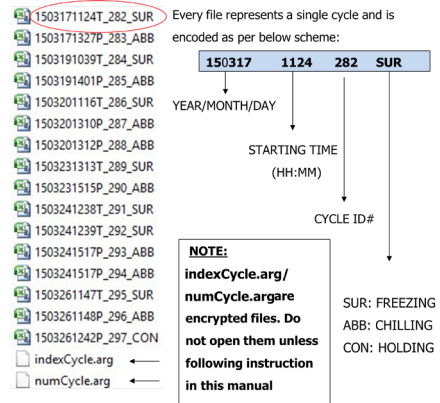 1503171124T_282_SUR
1503171327P_283_ABB
1503191039T_284_SUR
1503191401P_285_ABB
1503201116T_286_SUR
1503201310P_287_ABB
1503201312P_288_ABB
1503231313T_289_SUR
1503231515P_290_ABB
1503241238T_291_SUR
1503241239T_292_SUR
1503241517P_293_ABB
1503241517P_294_ABB
1503261147T_295_SUR
1503261148P_296_ABB
1503261242P_297_CON
indexCycle.arg
numCycle.arg
Every file represents a single cycle and is
encoded as per below scheme:
150317 1124 282 SUR
YEAR/MONTH/DAY
STARTING TIME
(HH:MM)
CYCLE ID#
NOTE:
indexCycle.arg/
numCycle.argare
encrypted files. Do
not open them unless
following instruction
in this manual
SUR: FREEZING
ABB: CHILLING
CON: HOLDING